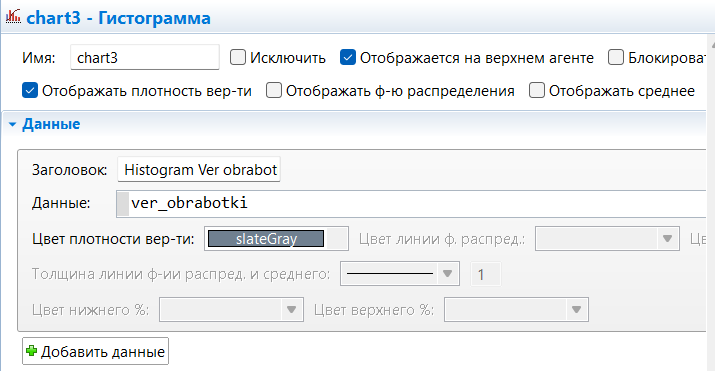 chart3 - Гистограмма
Имя: chart3 Исключить Отображается на верхнем агенте Блокироват
Отображать плотность вер-ти Отображать ф-ю распределения Отображать среднее
Данные
Заголовок: Histogram Ver obrabot
Данные: ver_obrabotki
Цвет плотности вер-ти: slateGray Цвет линии ф. распред.: Цв
Толщина линии ф-ии распред. и среднего: 1
Цвет нижнего %: Цвет верхнего %:
Добавить данные